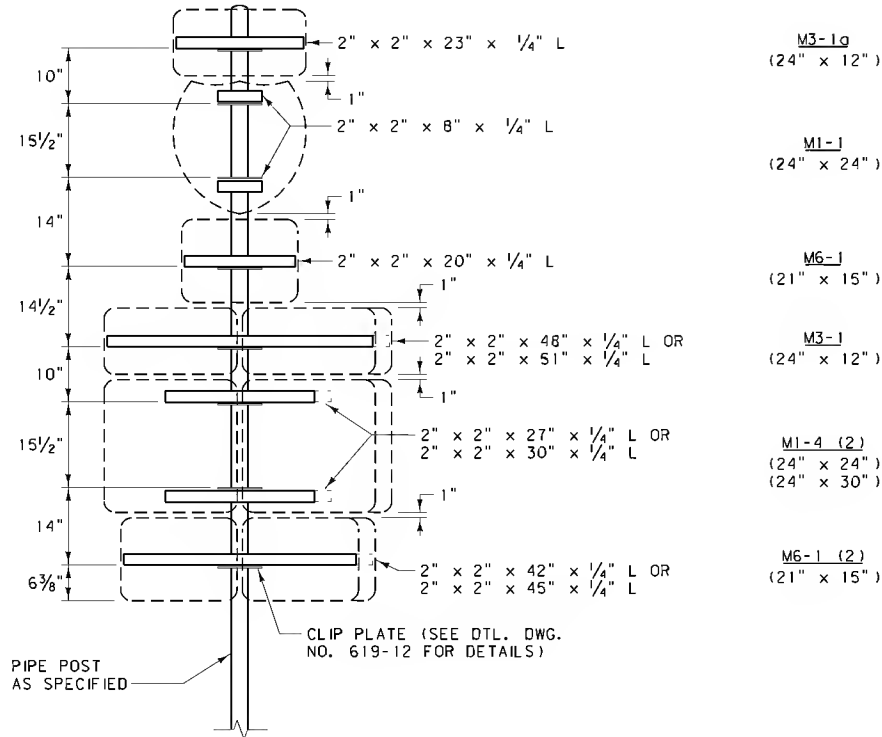 2" x 2" x 23" x 1/4" L
M3-1a
(24" x 12")
10"
1"
2" x 2" x 8" x 1/4" L
M1-1
(24" x 24")
15 1/2"
1"
14"
2" x 2" x 20" x 1/4" L
M6-1
(21" x 15")
1"
14 1/2"
2" x 2" x 48" x 1/4" L OR
2" x 2" x 51" x 1/4" L
M3-1
(24" x 12")
10"
1"
15 1/2"
2" x 2" x 27" x 1/4" L OR
2" x 2" x 30" x 1/4" L
M1-4 (2)
(24" x 24")
(24" x 30")
1"
14"
2" x 2" x 42" x 1/4" L OR
2" x 2" x 45" x 1/4" L
M6-1 (2)
(21" x 15")
6 3/8"
CLIP PLATE (SEE DTL. DWG.
NO. 619-12 FOR DETAILS)
PIPE POST
AS SPECIFIED